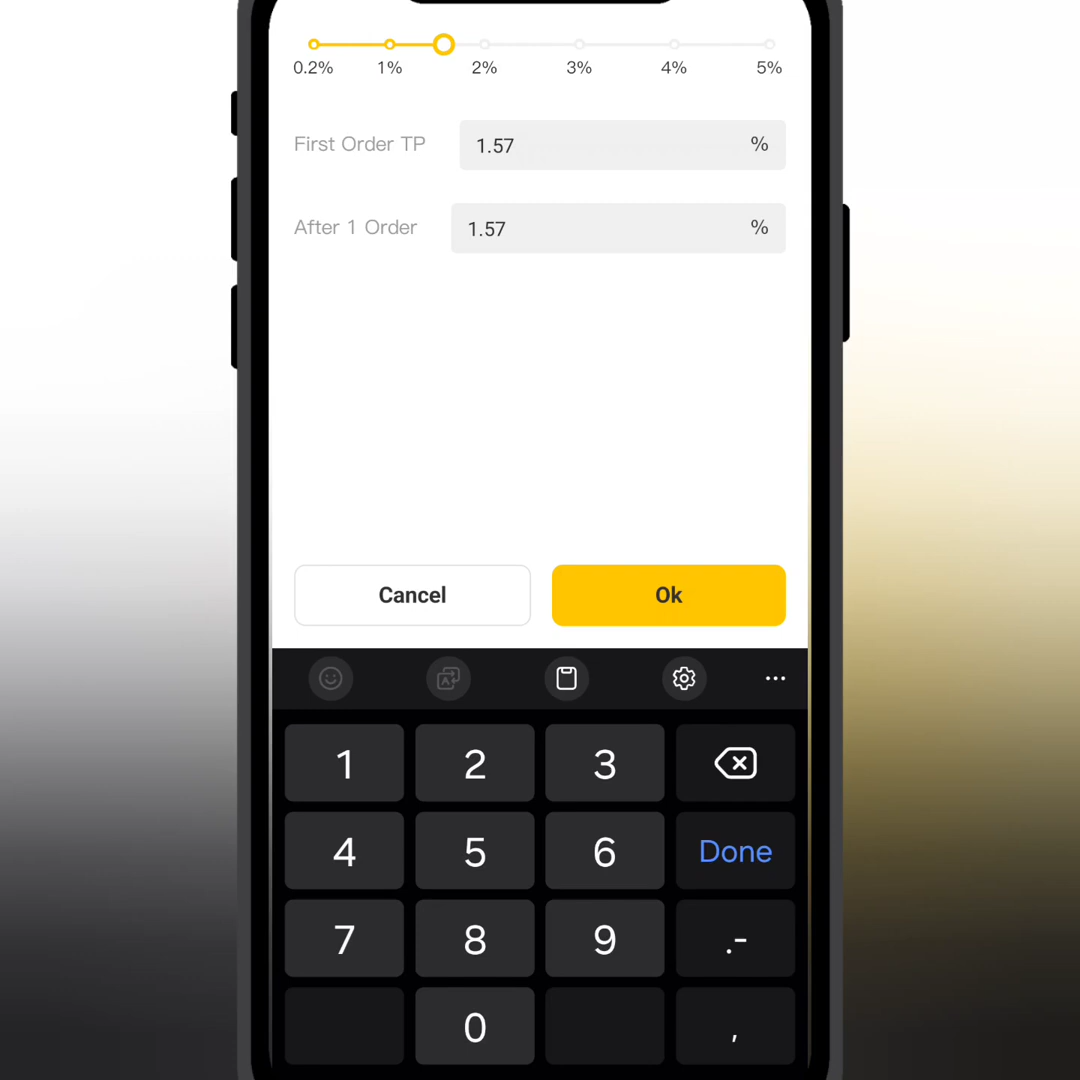 0.2% 1% 2% 3% 4% 5%
First Order TP 1.57 %
After 1 Order 1.57 %
Cancel Ok
1 2 3
4 5 6 Done
7 8 9 .-
0 ,